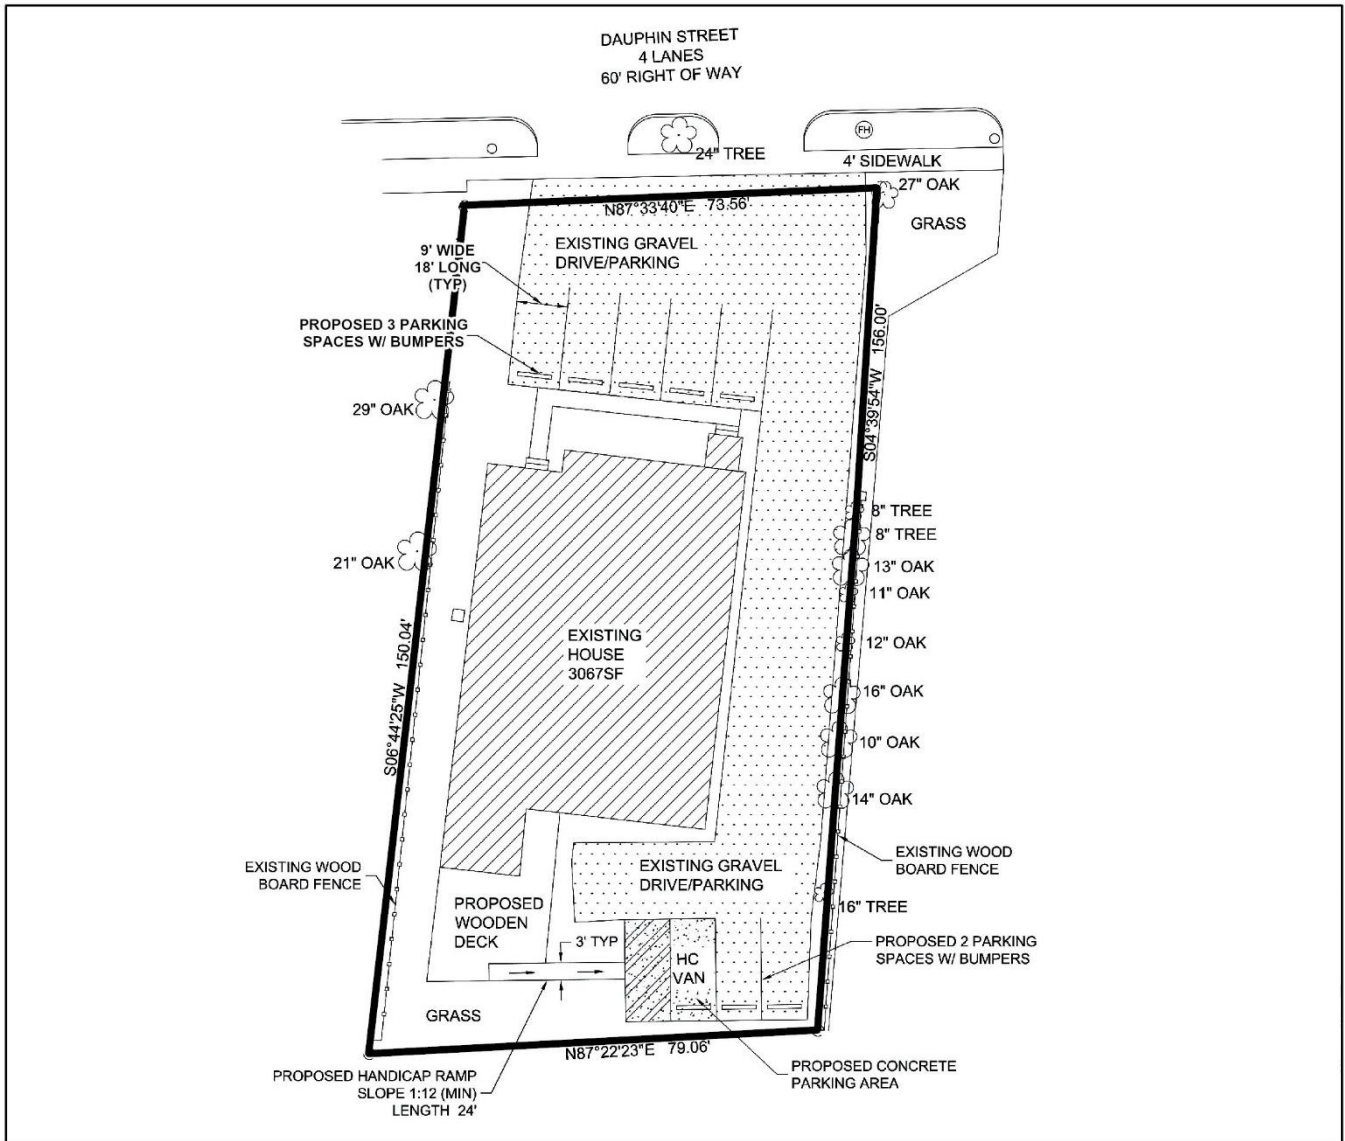 DAUPHIN STREET
4 LANES
60' RIGHT OF WAY
FH
24" TREE
4' SIDEWALK
27" OAK
N87°33'40"E 73.56'
GRASS
9' WIDE
18' LONG
(TYP)
EXISTING GRAVEL
DRIVE/PARKING
PROPOSED 3 PARKING
SPACES W/ BUMPERS
S04°39'54"W 156.00'
29" OAK
8" TREE
8" TREE
21" OAK
13" OAK
11" OAK
EXISTING
HOUSE
3067SF
12" OAK
S06°44'25"W 150.04'
16" OAK
10" OAK
14" OAK
EXISTING WOOD
BOARD FENCE
EXISTING WOOD
BOARD FENCE
EXISTING GRAVEL
DRIVE/PARKING
PROPOSED
WOODEN
DECK
16" TREE
3' TYP
HC
VAN
PROPOSED 2 PARKING
SPACES W/ BUMPERS
GRASS
N87°22'23"E 79.06'
PROPOSED HANDICAP RAMP
SLOPE 1:12 (MIN)
LENGTH 24'
PROPOSED CONCRETE
PARKING AREA